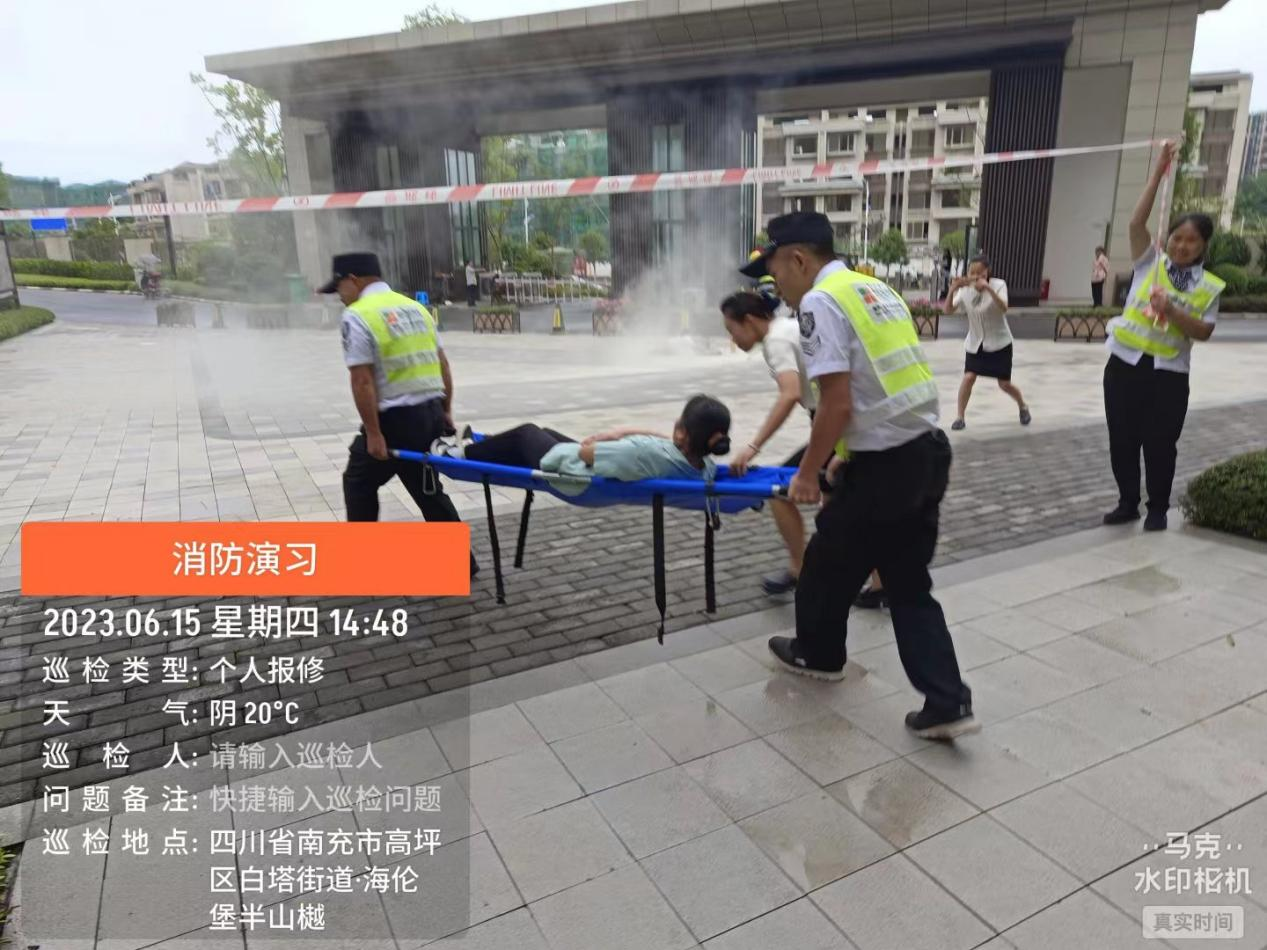 消防演习
2023.06.15 星期四 14:48
巡检类型: 个人报修
天气: 阴 20°C
巡检人: 请输入巡检人
问题备注: 快捷输入巡检问题
巡检地点: 四川省南充市高坪
区白塔街道·海伦
堡半山樾
马克
水印相机
真实时间